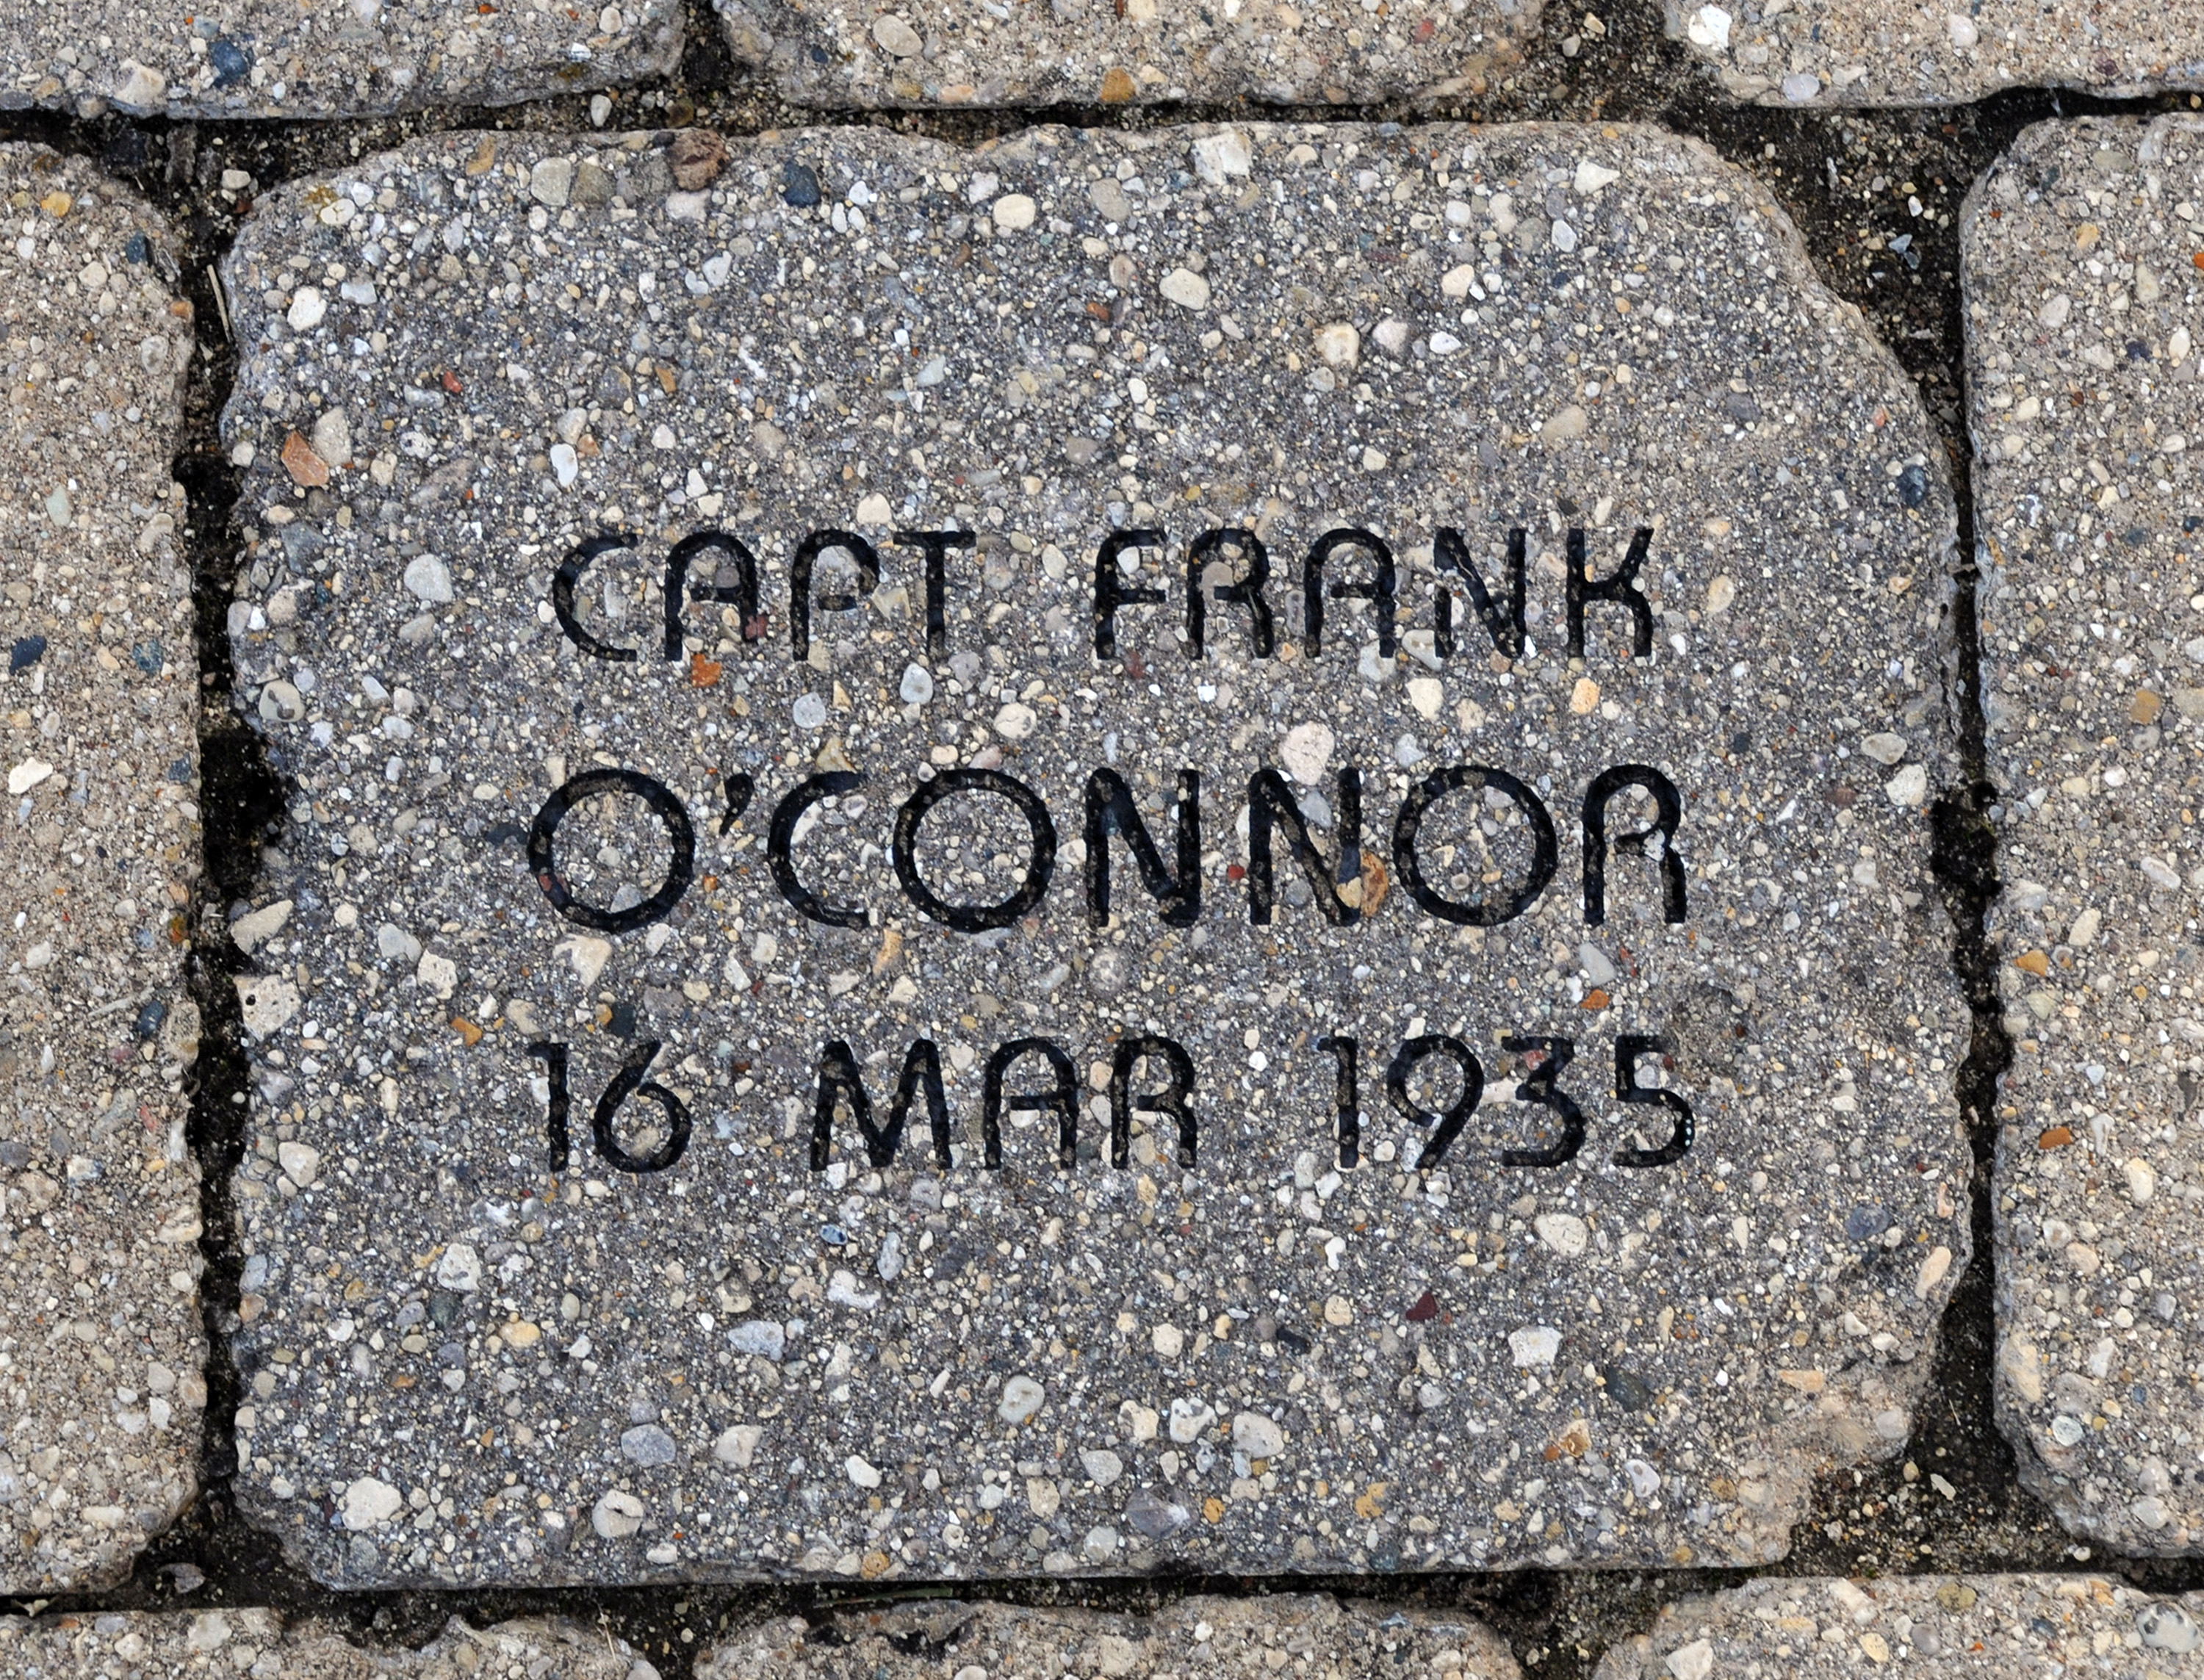 CAPT FRANK
O'CONNOR
16 MAR 1935